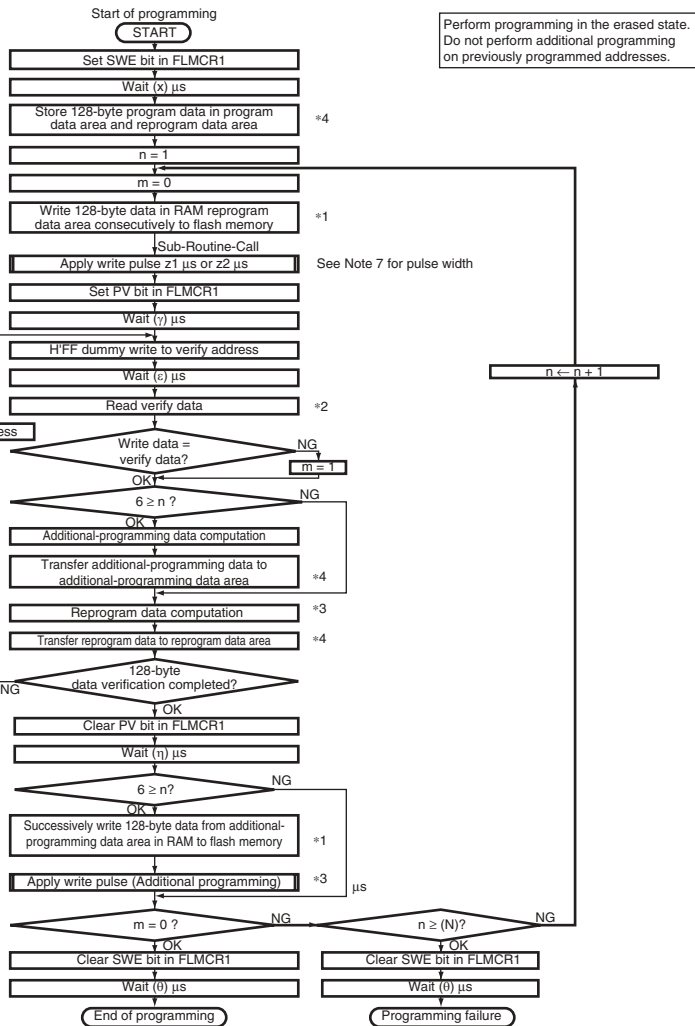 Start of programming
START
Perform programming in the erased state.
Do not perform additional programming
on previously programmed addresses.
Set SWE bit in FLMCR1
Wait (x) µs
Store 128-byte program data in program
data area and reprogram data area
*4
n = 1
m = 0
Write 128-byte data in RAM reprogram
data area consecutively to flash memory
*1
Sub-Routine-Call
Apply write pulse z1 µs or z2 µs
See Note 7 for pulse width
Set PV bit in FLMCR1
Wait (γ) µs
H'FF dummy write to verify address
n ← n + 1
Wait (ε) µs
Read verify data
*2
ess
Write data =
verify data?
NG
m = 1
OK
6 ≥ n ?
NG
OK
Additional-programming data computation
Transfer additional-programming data to
additional-programming data area
*4
Reprogram data computation
*3
Transfer reprogram data to reprogram data area
*4
128-byte
data verification completed?
NG
OK
Clear PV bit in FLMCR1
Wait (η) µs
6 ≥ n?
NG
OK
Successively write 128-byte data from additional-
programming data area in RAM to flash memory
*1
Apply write pulse (Additional programming)
*3
µs
m = 0 ?
NG
n ≥ (N)?
NG
OK
OK
Clear SWE bit in FLMCR1
Clear SWE bit in FLMCR1
Wait (θ) µs
Wait (θ) µs
End of programming
Programming failure